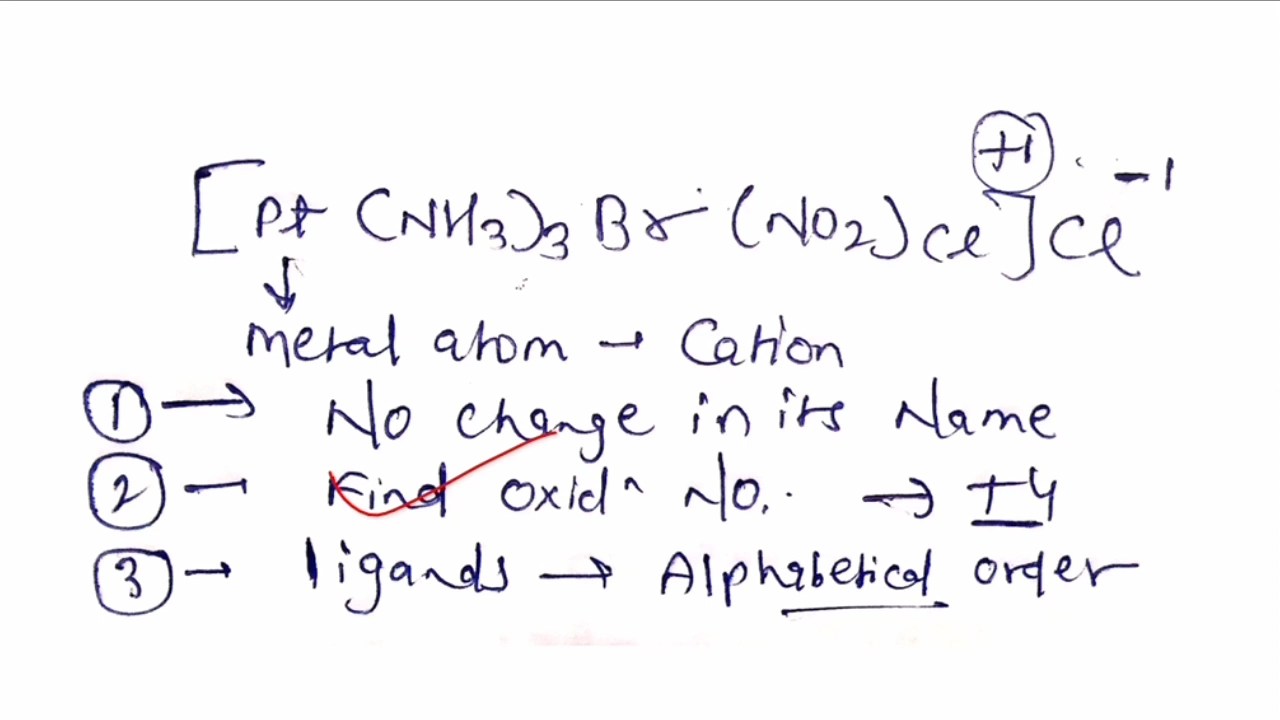 +1 -1
[Pt (NH3)3 Br (NO2) Cl] Cl
↓
metal atom → Cation
① → No change in its Name
② – Find oxidn No. → +4
③ → ligands → Alphabetical order